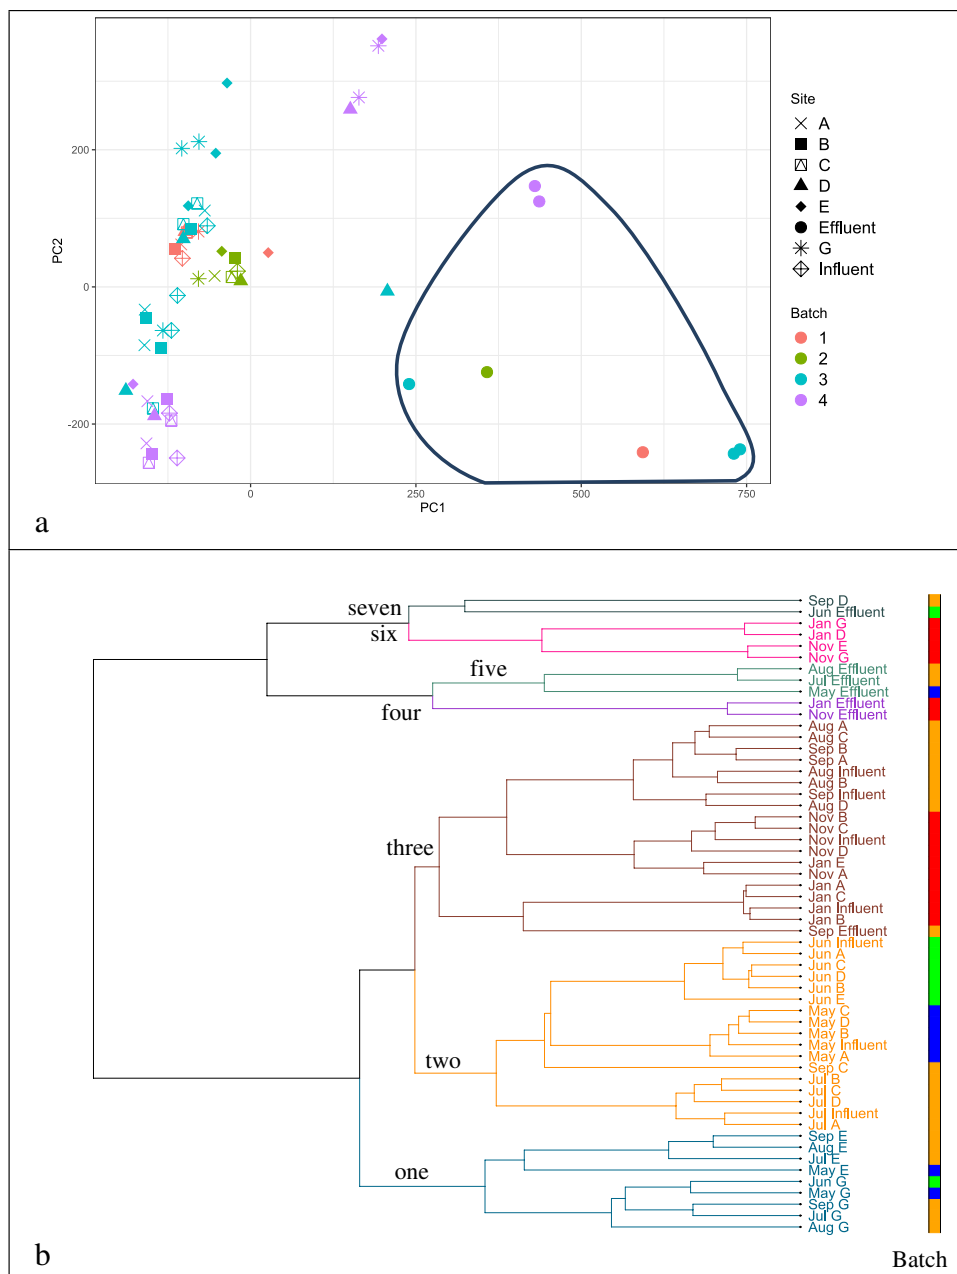 200
0
-200
PC2
0
250
500
750
PC1
Site
A
B
C
D
E
Effluent
G
Influent
Batch
1
2
3
4
a
seven
six
five
four
three
two
one
Sep D
Jun Effluent
Jan G
Jan D
Nov E
Nov G
Aug Effluent
Jul Effluent
May Effluent
Jan Effluent
Nov Effluent
Aug A
Aug C
Sep B
Sep A
Aug Influent
Aug B
Sep Influent
Aug D
Nov B
Nov C
Nov Influent
Nov D
Jan E
Nov A
Jan A
Jan C
Jan Influent
Jan B
Sep Effluent
Jun Influent
Jun A
Jun C
Jun D
Jun B
Jun E
May C
May D
May B
May Influent
May A
Sep C
Jul B
Jul C
Jul D
Jul Influent
Jul A
Sep E
Aug E
Jul E
May E
Jun G
May G
Sep G
Jul G
Aug G
b
Batch